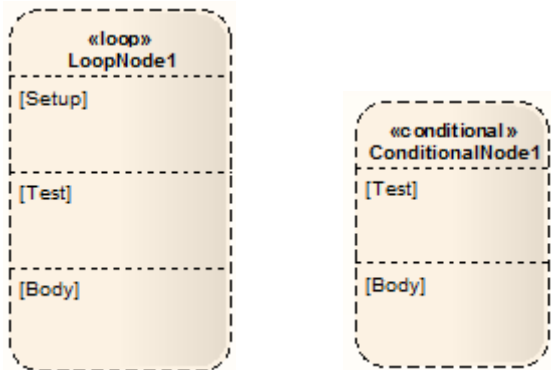 «loop»
LoopNode1
[Setup]
[Test]
[Body]
«conditional»
ConditionalNode1
[Test]
[Body]